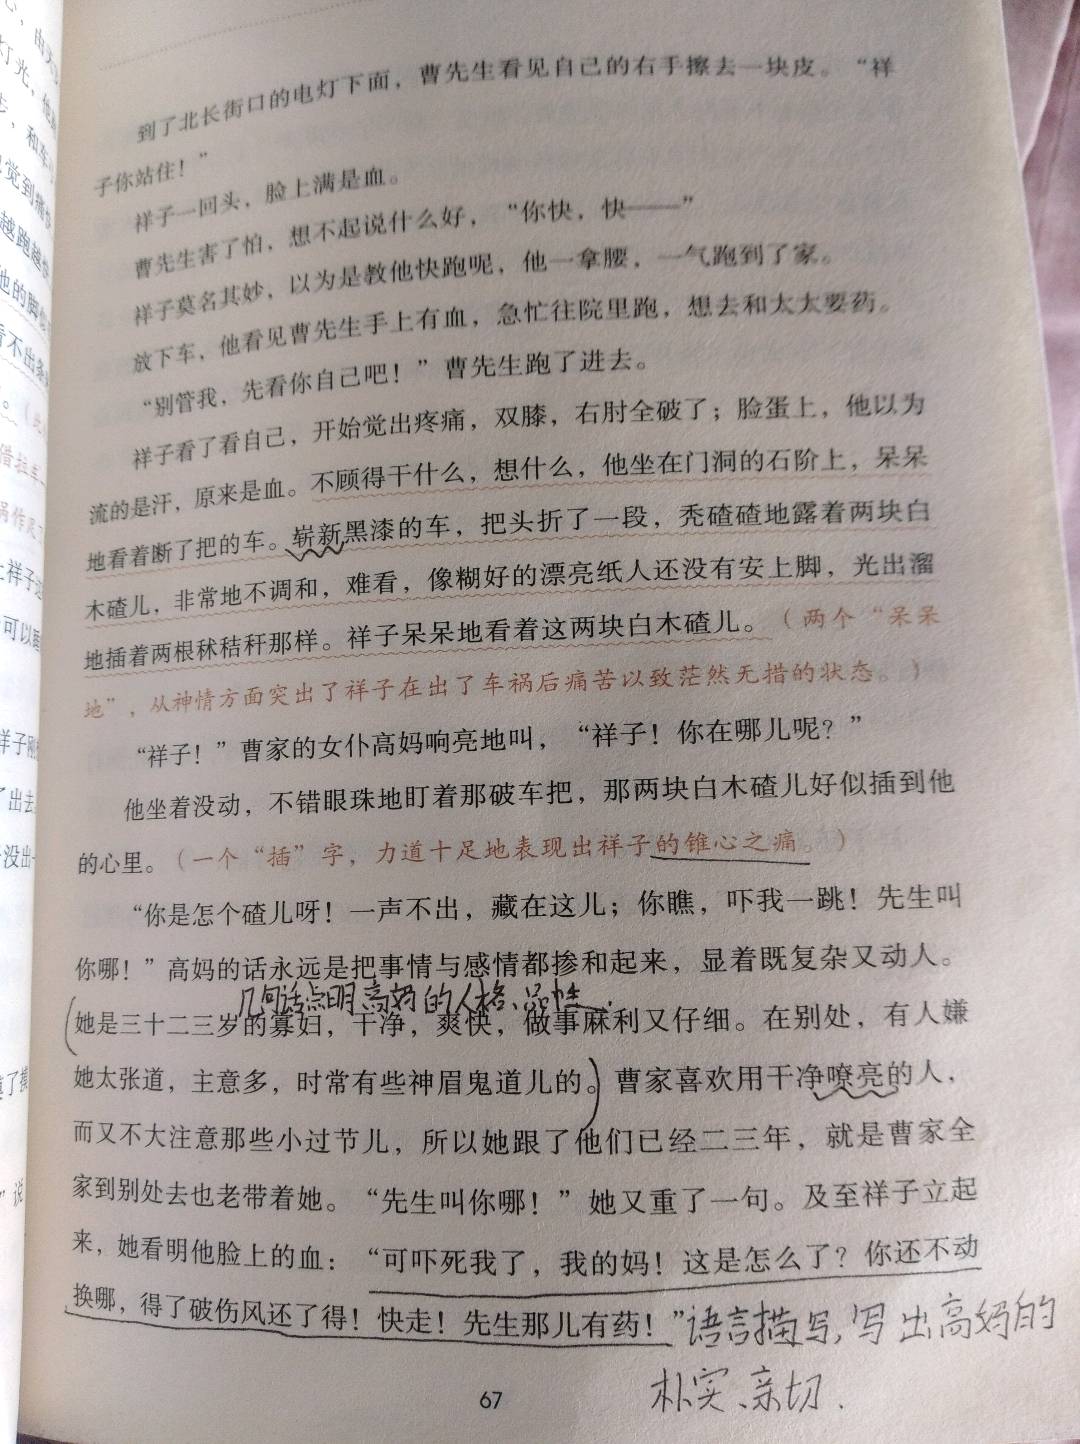 到了北长街口的电灯下面，曹先生看见自己的右手擦去一块皮。“祥
子你站住！”
祥子一回头，脸上满是血。
曹先生害了怕，想不起说什么好，“你快，快——”
祥子莫名其妙，以为是教他快跑呢，他一拿腰，一气跑到了家。
放下车，他看见曹先生手上有血，急忙往院里跑，想去和太太要药。
“别管我，先看你自己吧！”曹先生跑了进去。
祥子看了看自己，开始觉出疼痛，双膝，右肘全破了；脸蛋上，他以为
流的是汗，原来是血。不顾得干什么，想什么，他坐在门洞的石阶上，呆呆
地看着断了把的车。崭新黑漆的车，把头折了一段，秃碴碴地露着两块白
木碴儿，非常地不调和，难看，像糊好的漂亮纸人还没有安上脚，光出溜
地插着两根秫秸秆那样。祥子呆呆地看着这两块白木碴儿。（两个“呆呆
地”，从神情方面突出了祥子在出了车祸后痛苦以致茫然无措的状态。）
“祥子！”曹家的女仆高妈响亮地叫，“祥子！你在哪儿呢？”
他坐着没动，不错眼珠地盯着那破车把，那两块白木碴儿好似插到他
的心里。（一个“插”字，力道十足地表现出祥子的锥心之痛。）
“你是怎个碴儿呀！一声不出，藏在这儿；你瞧，吓我一跳！先生叫
你哪！”高妈的话永远是把事情与感情都掺和起来，显着既复杂又动人。
几句话点明高妈的人格、品性.
她是三十二三岁的寡妇，干净，爽快，做事麻利又仔细。在别处，有人嫌
她太张道，主意多，时常有些神眉鬼道儿的。曹家喜欢用干净嘹亮的人，
而又不大注意那些小过节儿，所以她跟了他们已经二三年，就是曹家全
家到别处去也老带着她。“先生叫你哪！”她又重了一句。及至祥子立起
来，她看明他脸上的血：“可吓死我了，我的妈！这是怎么了？你还不动
换哪，得了破伤风还了得！快走！先生那儿有药！”
语言描写，写出高妈的
朴实、亲切.
67